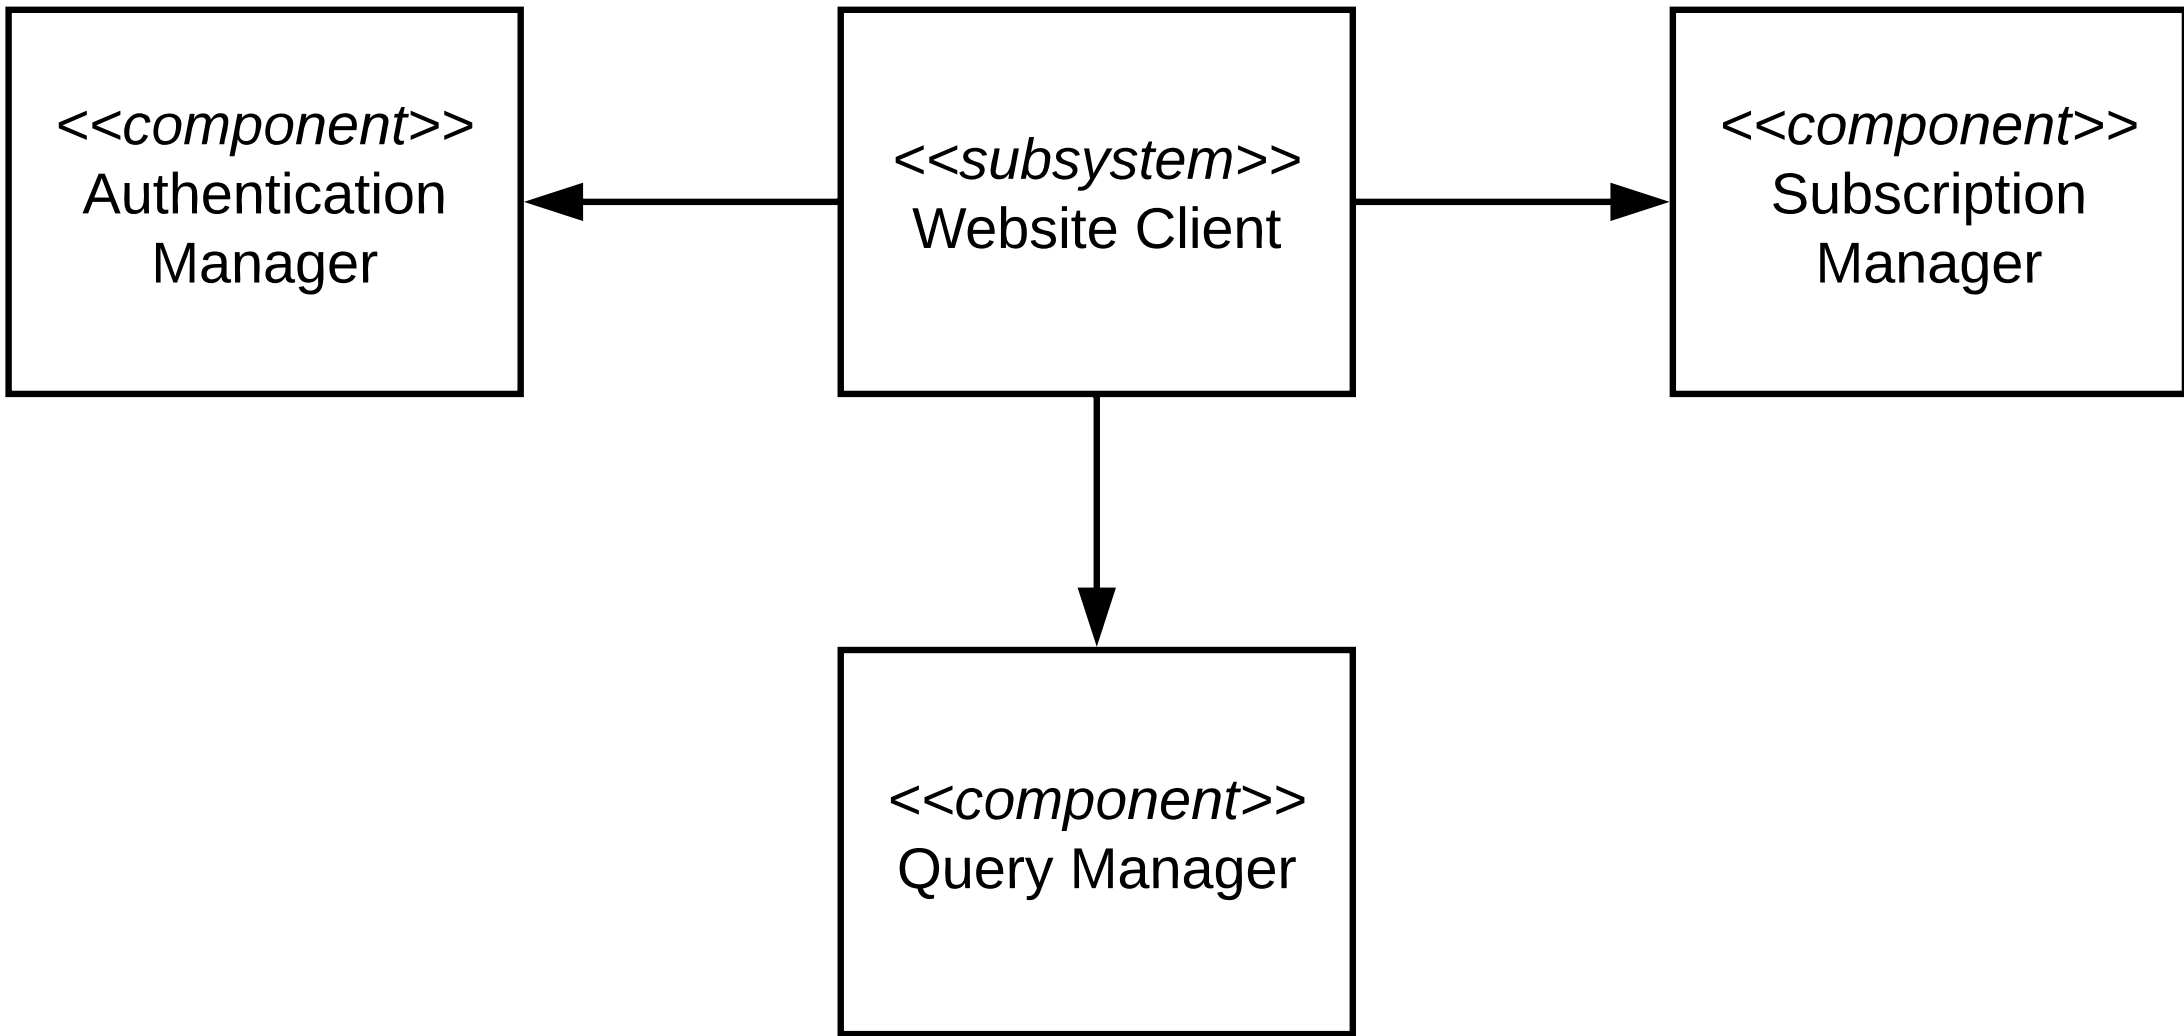 <<component>>
Authentication
Manager
<<subsystem>>
Website Client
<<component>>
Subscription
Manager
<<component>>
Query Manager